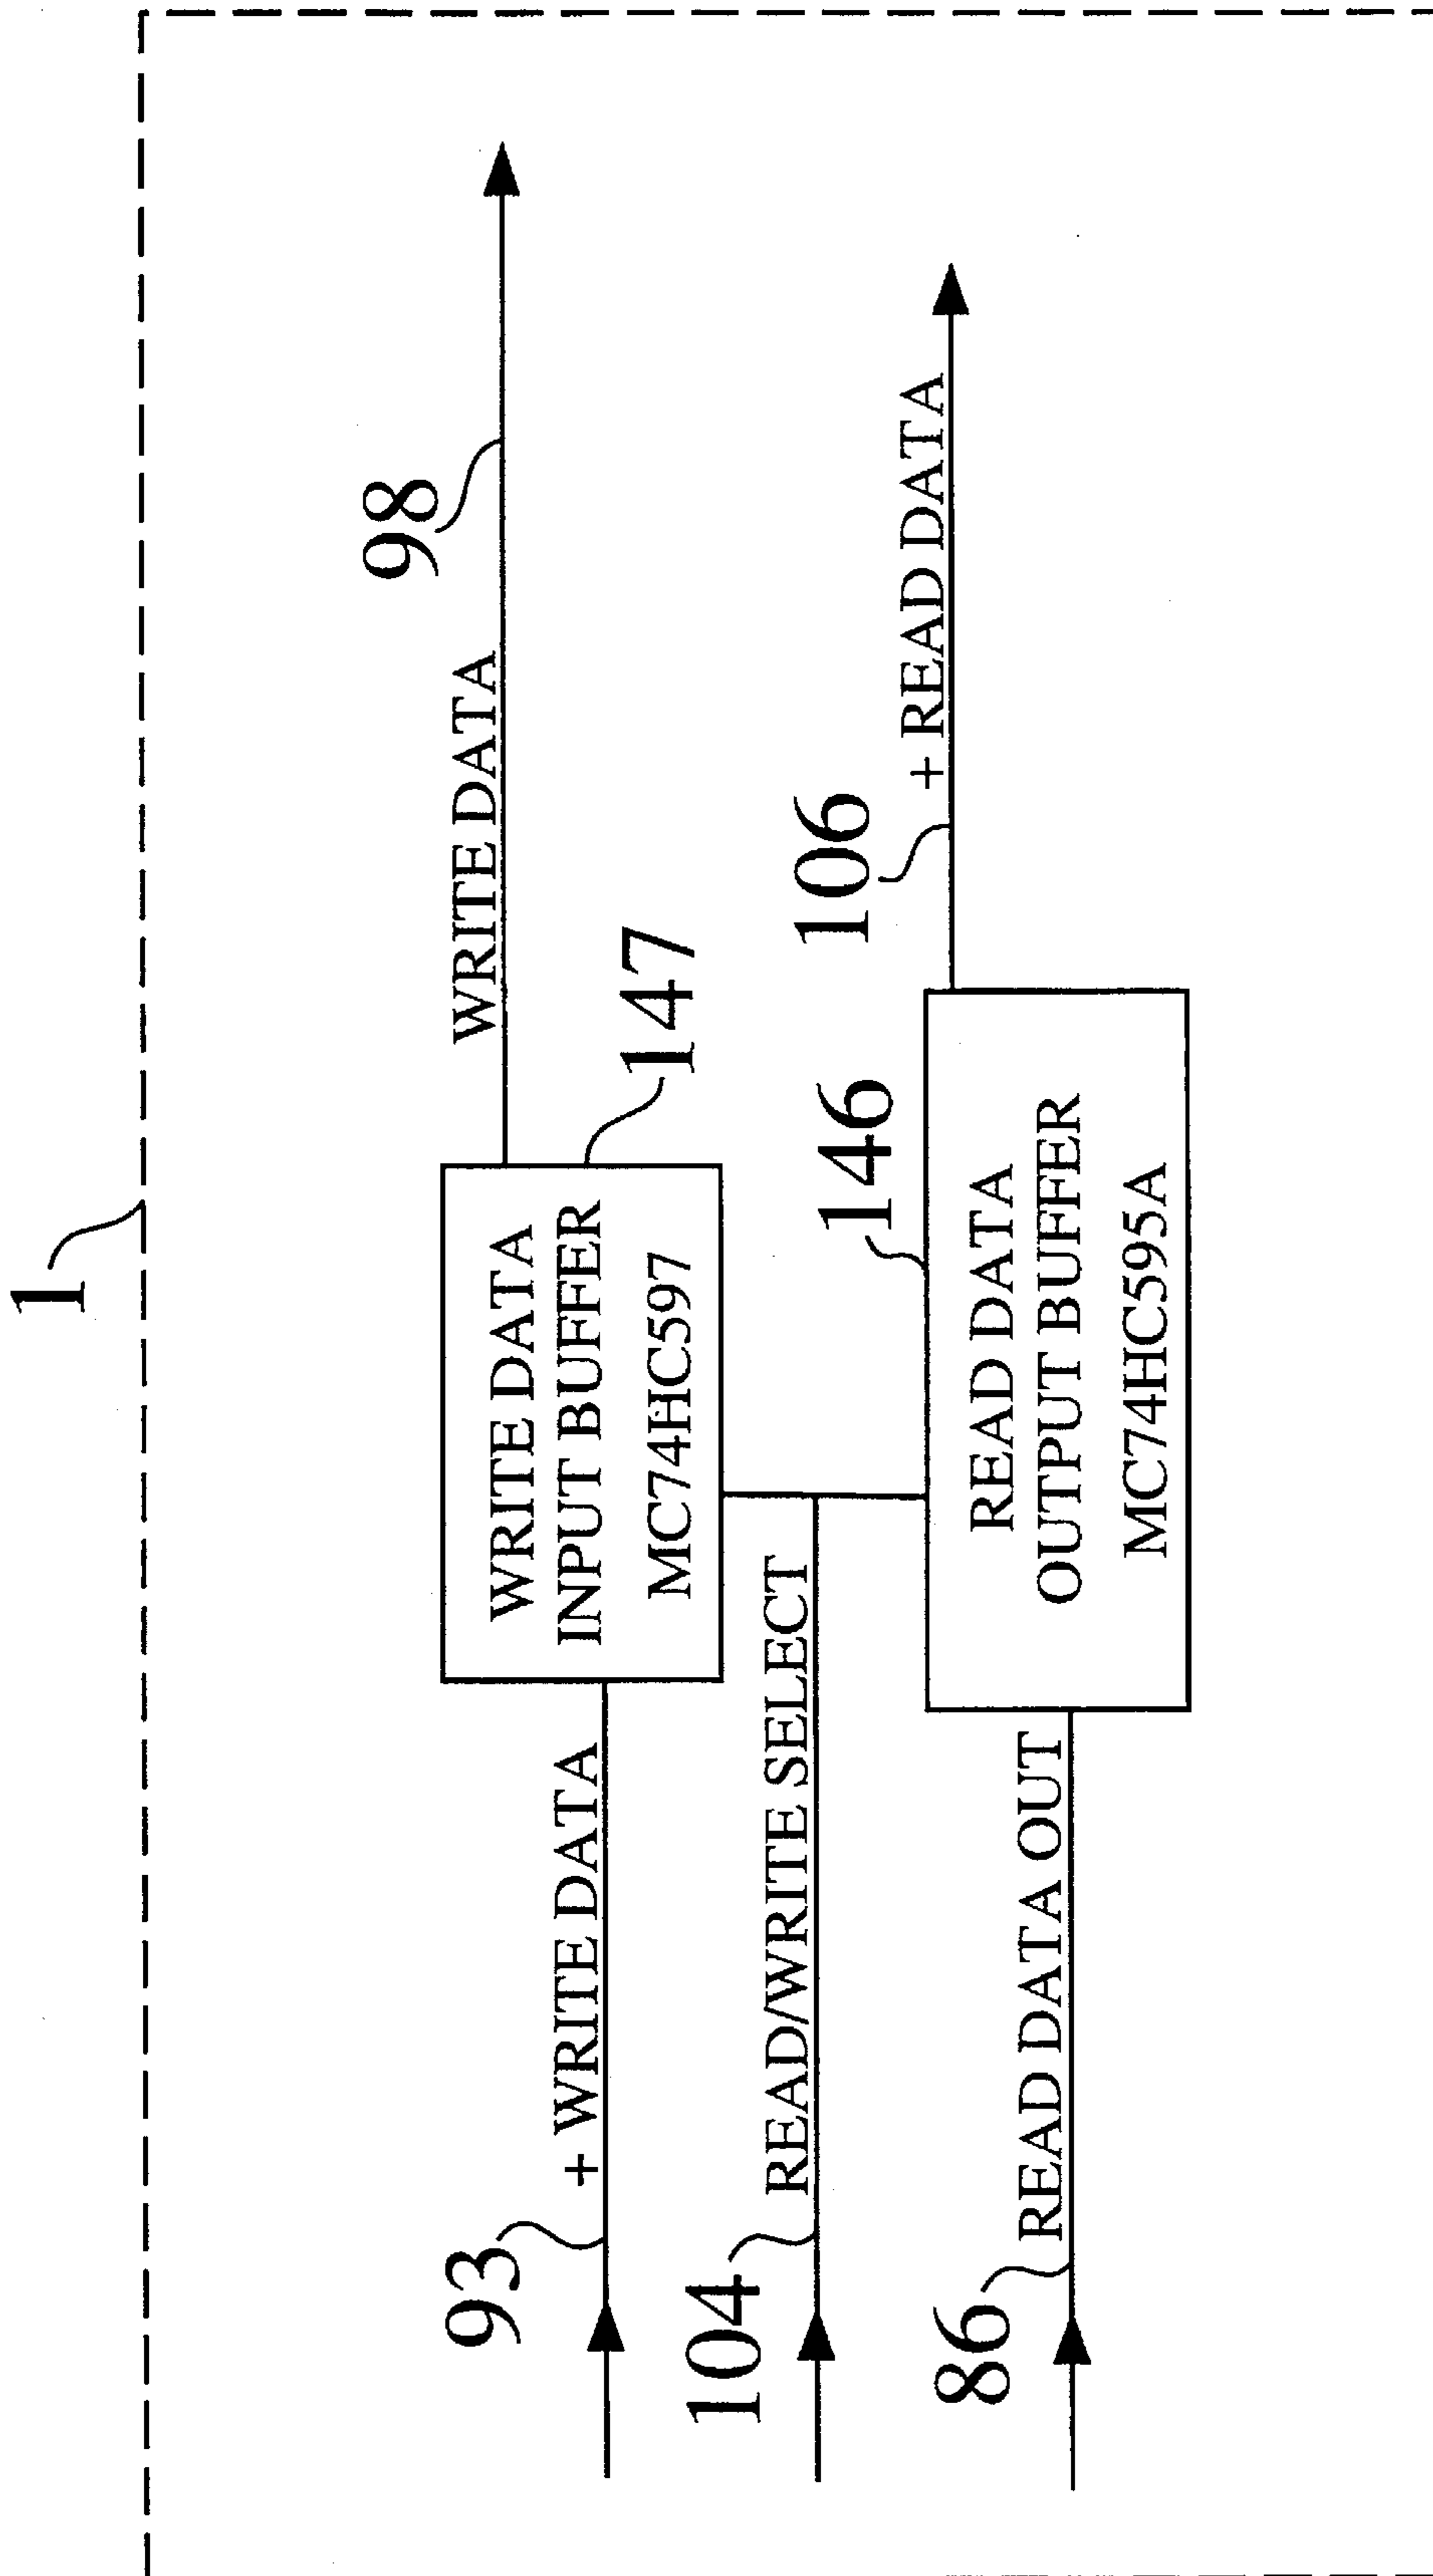 1
98
WRITE DATA
147
WRITE DATA
INPUT BUFFER
MC74HC597
93
+ WRITE DATA
106
+ READ DATA
104
READ/WRITE SELECT
146
READ DATA
OUTPUT BUFFER
MC74HC595A
86
READ DATA OUT